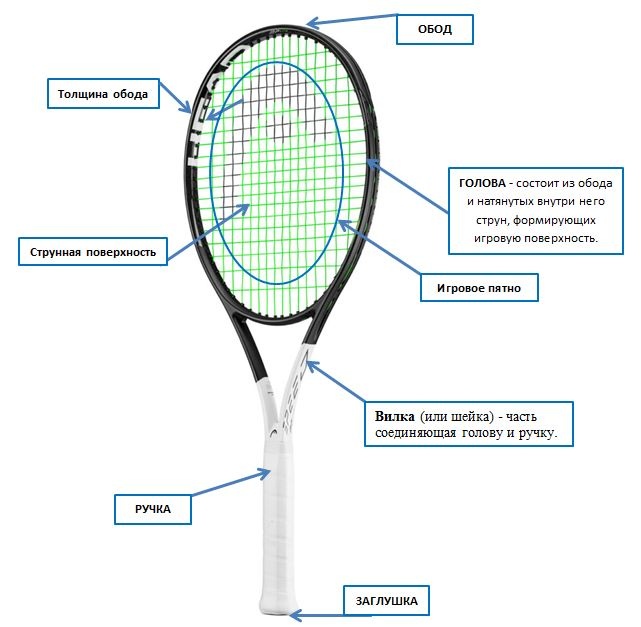 ОБОД
Толщина обода
HEAD
ГОЛОВА - состоит из обода
и натянутых внутри него
струн, формирующих
игровую поверхность.
Струнная поверхность
Игровое пятно
Вилка (или шейка) - часть
соединяющая голову и ручку.
РУЧКА
ЗАГЛУШКА